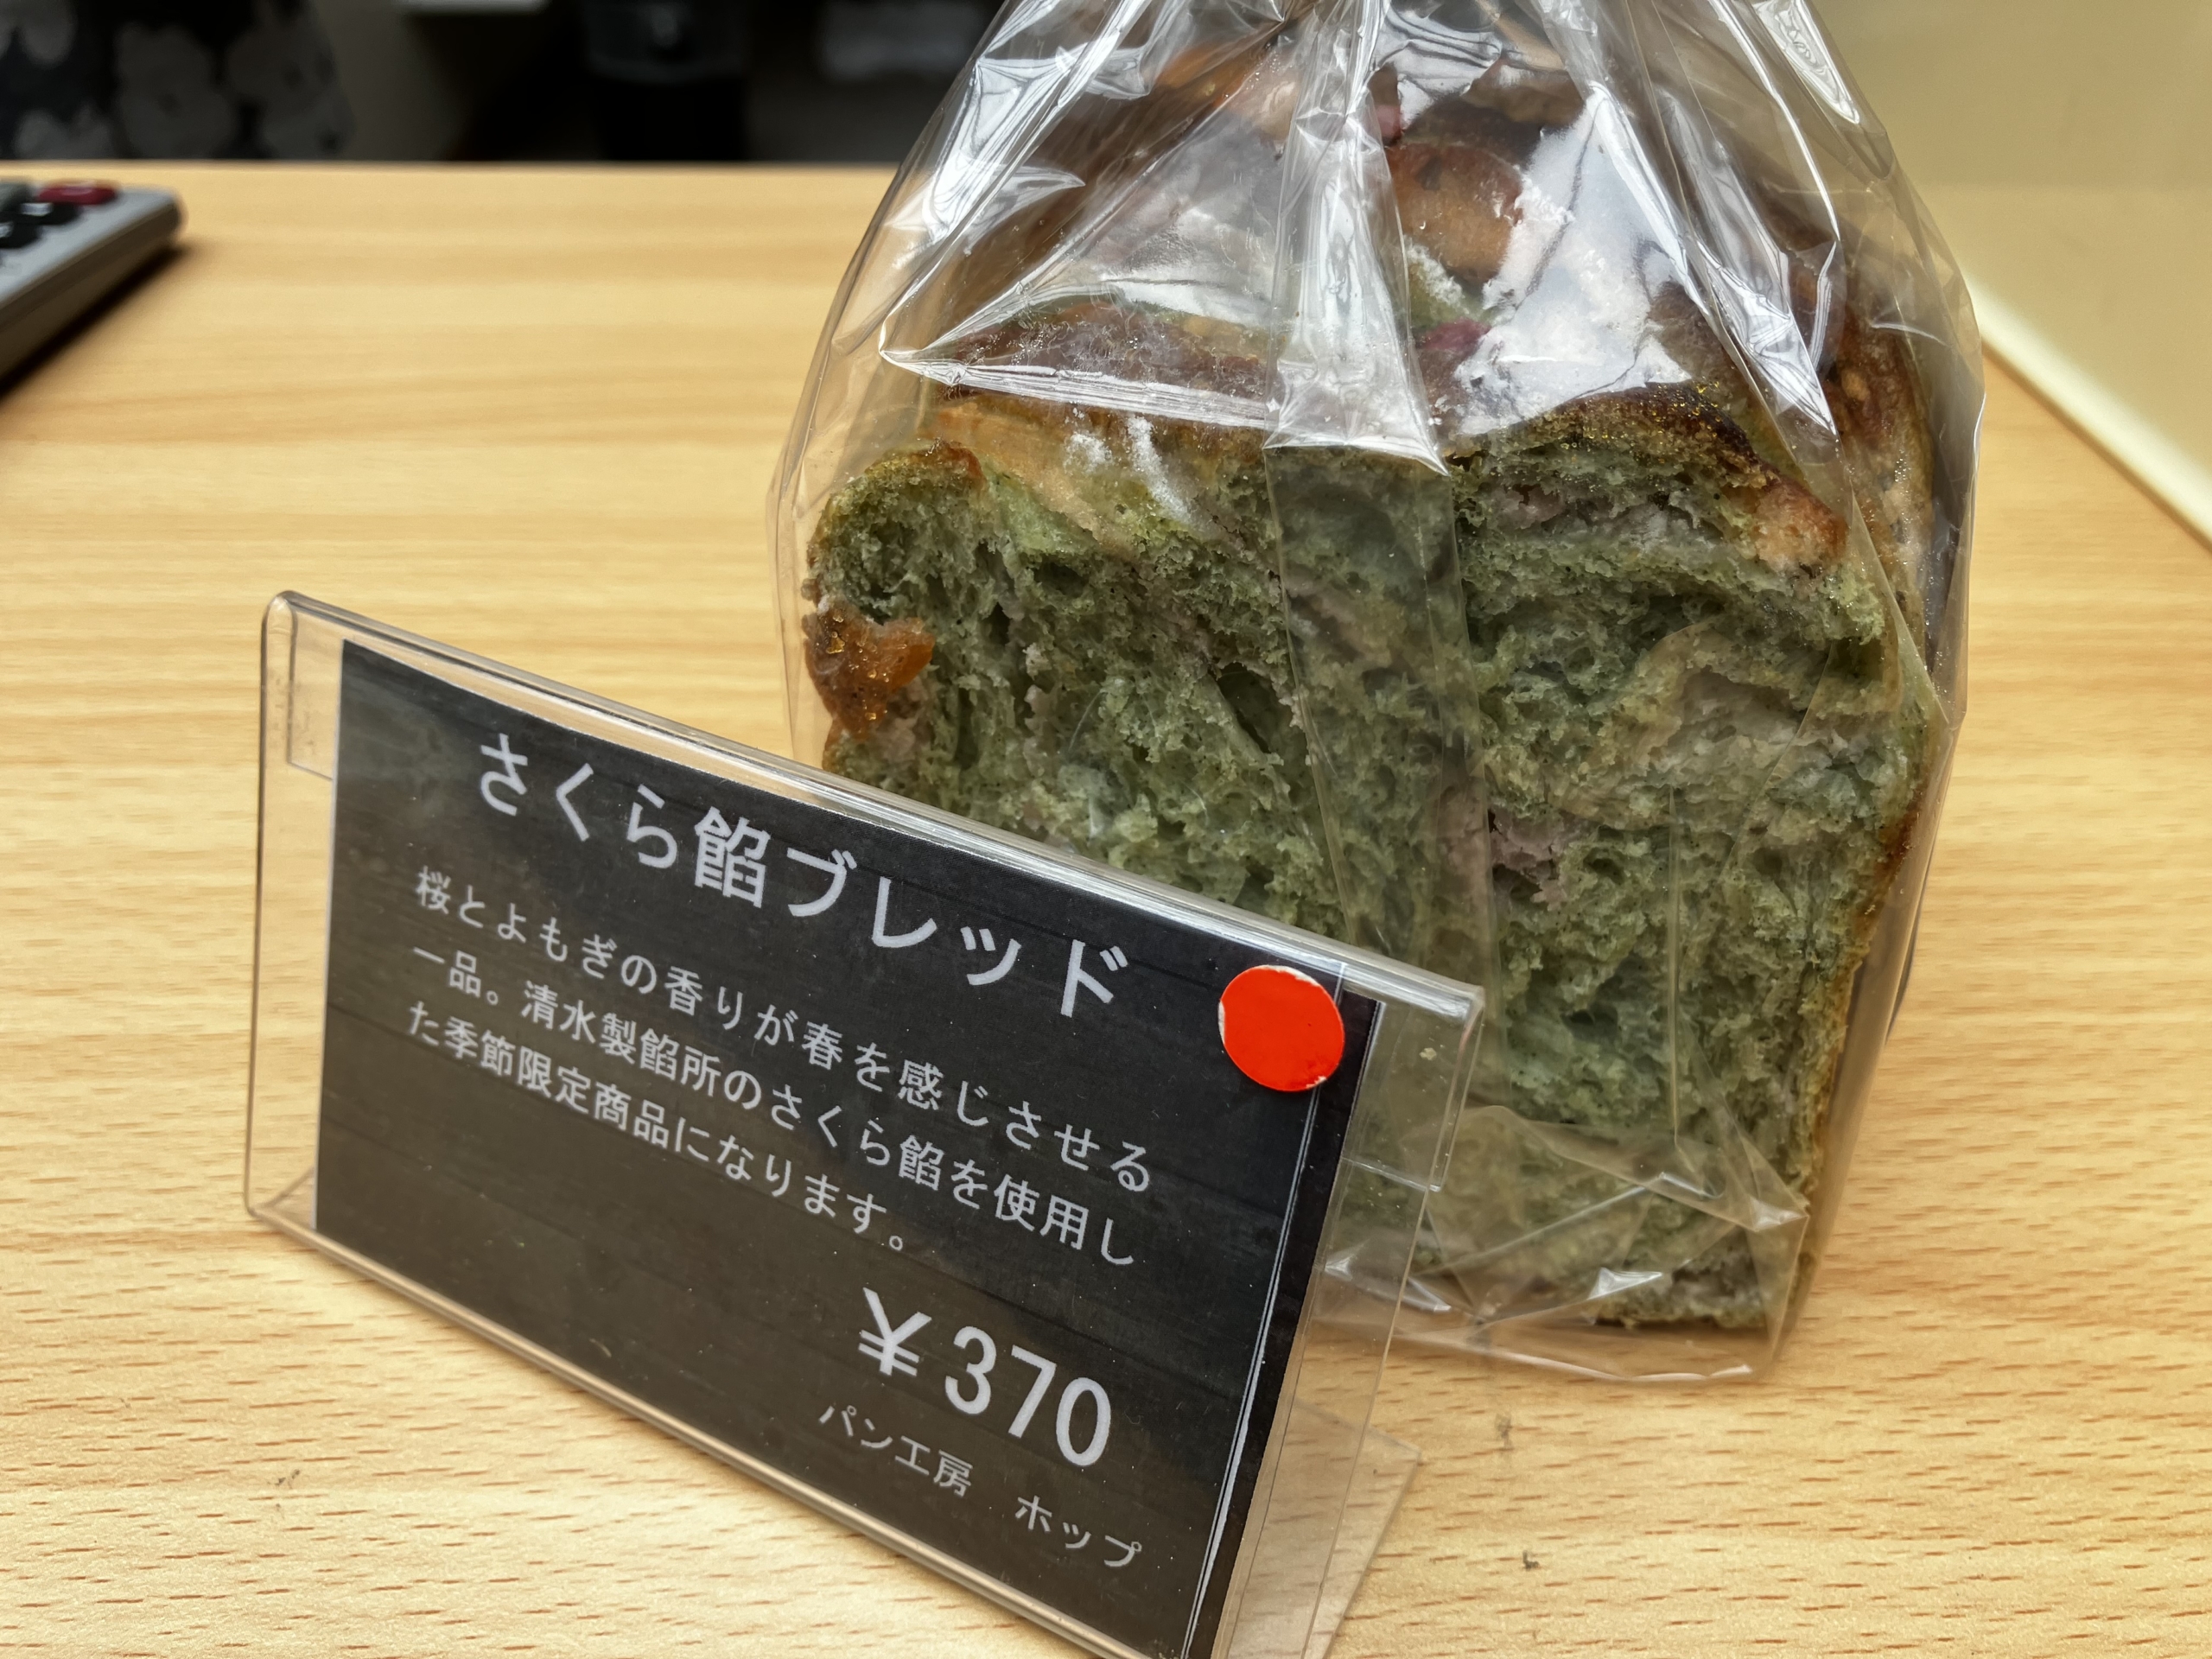 さくら餡ブレッド
桜とよもぎの香りが春を感じさせる
一品。清水製餡所のさくら餡を使用し
た季節限定商品になります。
￥370
パン工房　ホップ